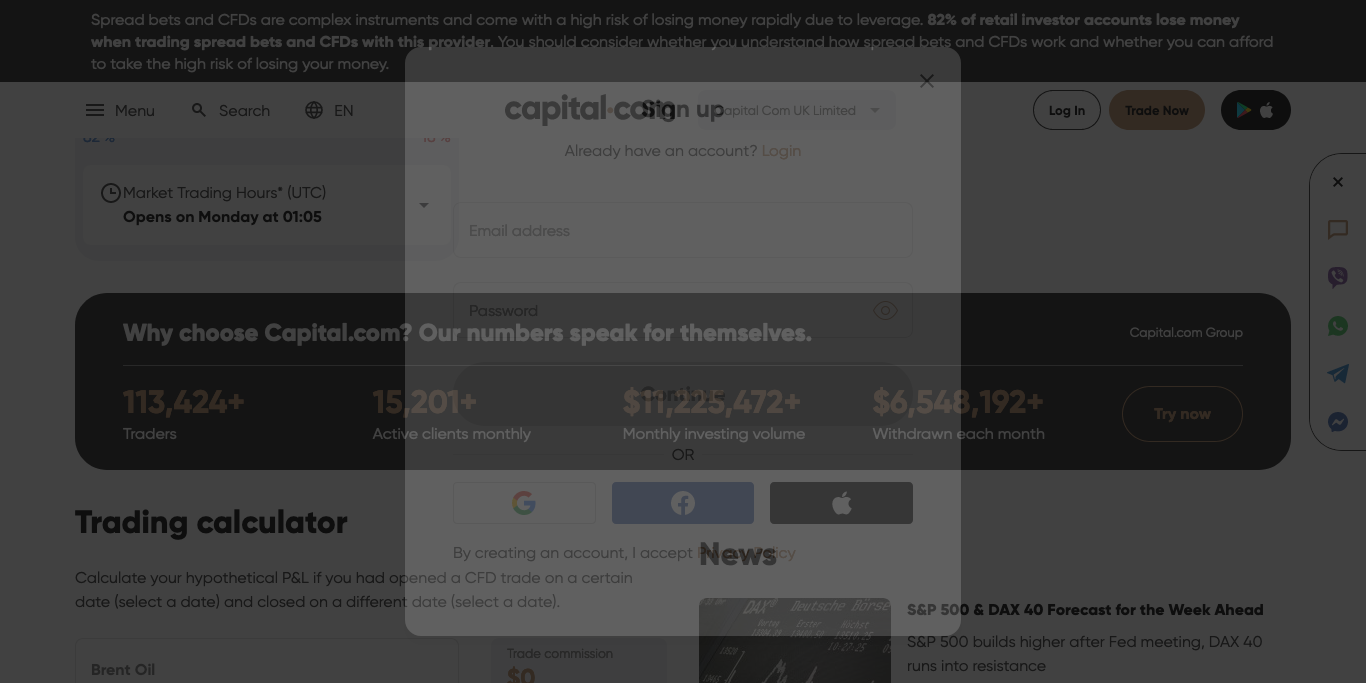 Spread bets and CFDs are complex instruments and come with a high risk of losing money rapidly due to leverage. 82% of retail investor accounts lose money
when trading spread bets and CFDs with this provider. You should consider whether you understand how spread bets and CFDs work and whether you can afford
to take the high risk of losing your money.
Menu
Search
EN
capital.com
Capital Com UK Limited
Log In
Trade Now
Sign up
Already have an account? Login
Email address
Password
Continue
OR
By creating an account, I accept Privacy Policy
Market Trading Hours* (UTC)
Opens on Monday at 01:05
Why choose Capital.com? Our numbers speak for themselves.
Capital.com Group
113,424+
Traders
15,201+
Active clients monthly
$11,225,472+
Monthly investing volume
$6,548,192+
Withdrawn each month
Try now
Trading calculator
Calculate your hypothetical P&L if you had opened a CFD trade on a certain
date (select a date) and closed on a different date (select a date).
Brent Oil
Trade commission
$0
News
DAX Deutsche Börse
S&P 500 & DAX 40 Forecast for the Week Ahead
S&P 500 builds higher after Fed meeting, DAX 40
runs into resistance